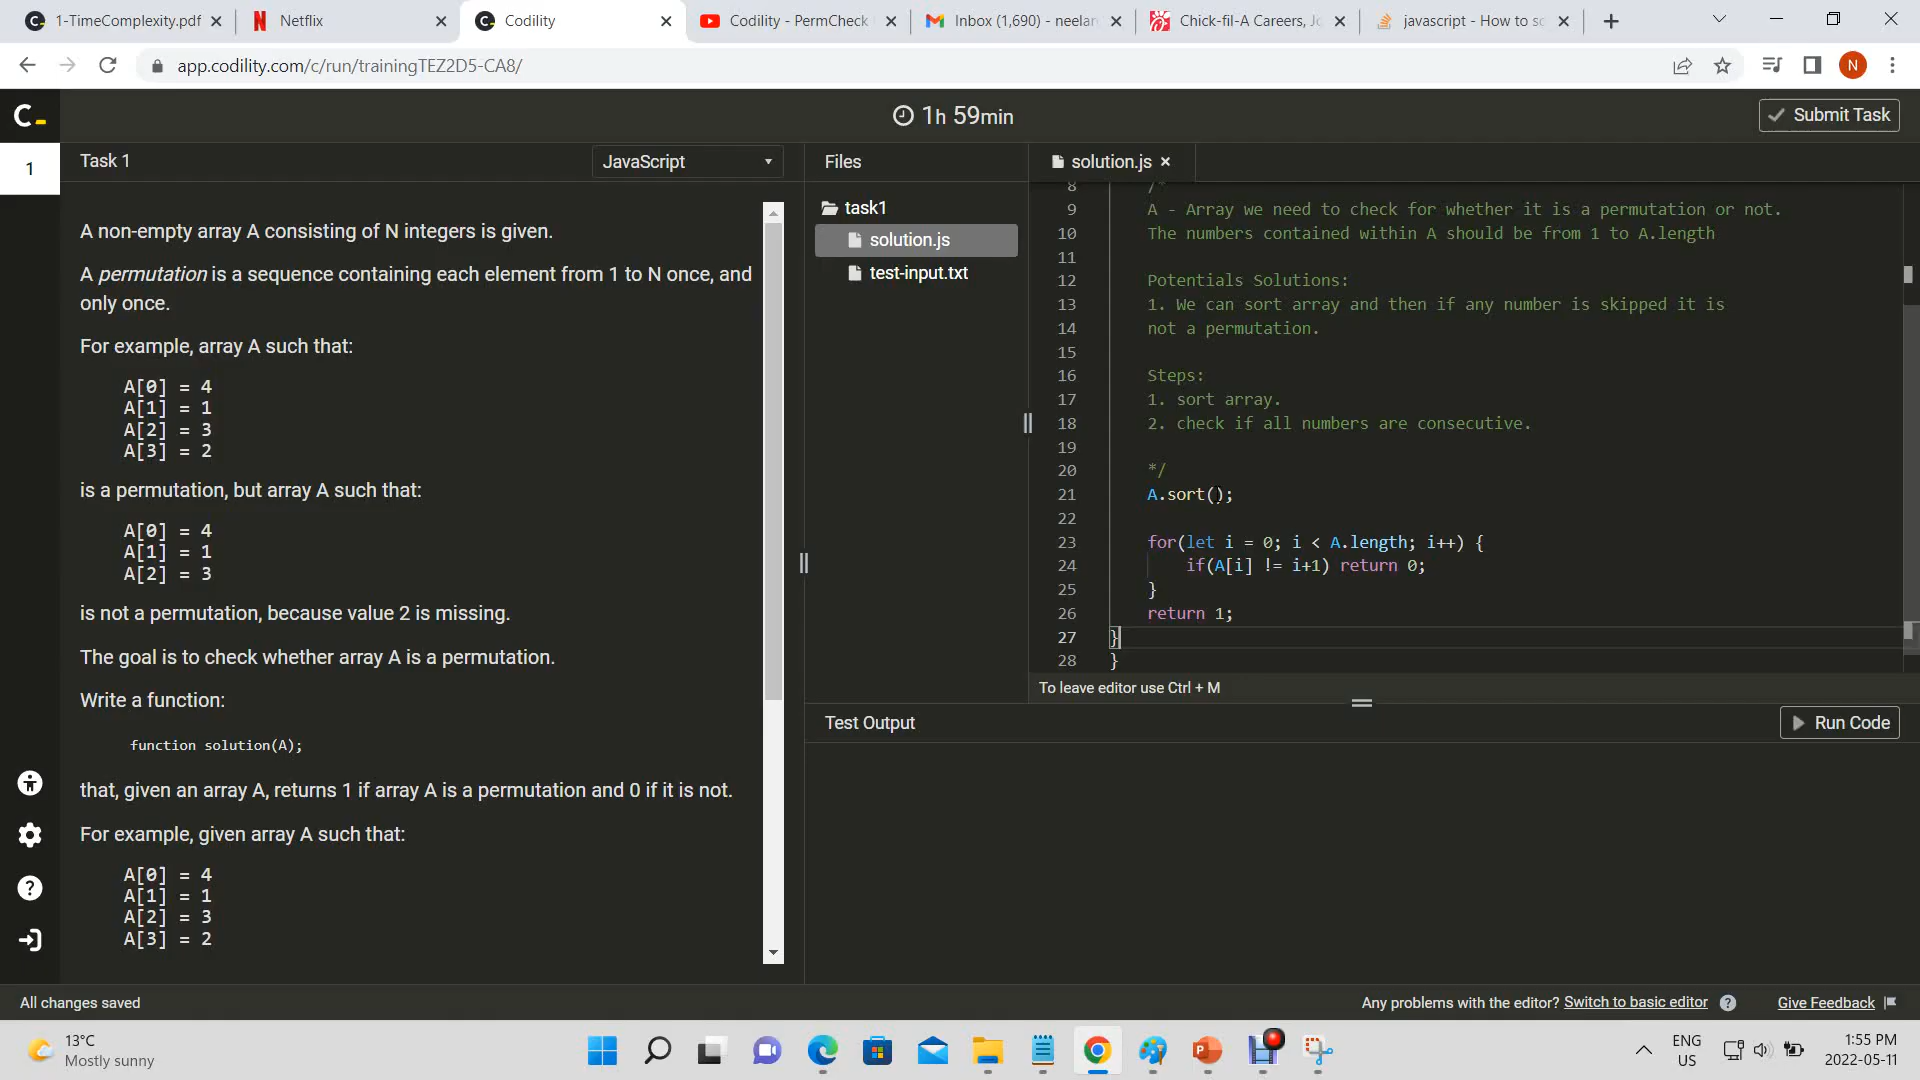 1-TimeComplexity.pdf
Netflix
Codility
Codility - PermCheck
Inbox (1,690) - neelan
Chick-fil-A Careers, Jo
javascript - How to so
app.codility.com/c/run/trainingTEZ2D5-CA8/
N
C
1h 59min
Submit Task
1
Task 1
JavaScript
Files
solution.js
A non-empty array A consisting of N integers is given.
A permutation is a sequence containing each element from 1 to N once, and
only once.
For example, array A such that:
A[0] = 4
A[1] = 1
A[2] = 3
A[3] = 2
is a permutation, but array A such that:
A[0] = 4
A[1] = 1
A[2] = 3
is not a permutation, because value 2 is missing.
The goal is to check whether array A is a permutation.
Write a function:
function solution(A);
that, given an array A, returns 1 if array A is a permutation and 0 if it is not.
For example, given array A such that:
A[0] = 4
A[1] = 1
A[2] = 3
A[3] = 2
task1
solution.js
test-input.txt
8 /*
9 A - Array we need to check for whether it is a permutation or not.
10 The numbers contained within A should be from 1 to A.length
11
12 Potentials Solutions:
13 1. We can sort array and then if any number is skipped it is
14 not a permutation.
15
16 Steps:
17 1. sort array.
18 2. check if all numbers are consecutive.
19
20 */
21 A.sort();
22
23 for(let i = 0; i < A.length; i++) {
24 if(A[i] != i+1) return 0;
25 }
26 return 1;
27 }
28 }
To leave editor use Ctrl + M
Test Output
Run Code
All changes saved
Any problems with the editor? Switch to basic editor
Give Feedback
13°C
Mostly sunny
ENG
US
1:55 PM
2022-05-11